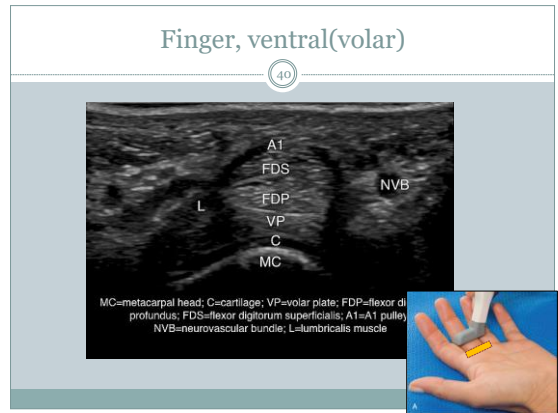 Finger, ventral(volar)
40
A1
FDS
NVB
FDP
L
VP
C
MC
MC=metacarpal head; C=cartilage; VP=volar plate; FDP=flexor di
profundus; FDS=flexor digitorum superficialis; A1=A1 pulley
NVB=neurovascular bundle; L=lumbricalis muscle
A